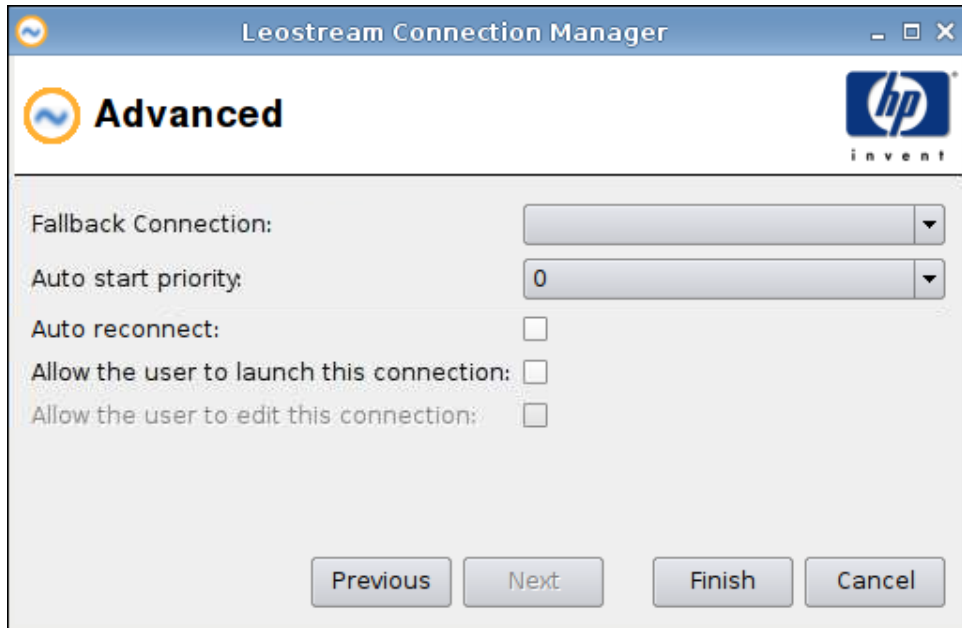 Leostream Connection Manager
Advanced
hp
invent
Fallback Connection:
Auto start priority: 0
Auto reconnect:
Allow the user to launch this connection:
Allow the user to edit this connection:
Previous Next Finish Cancel